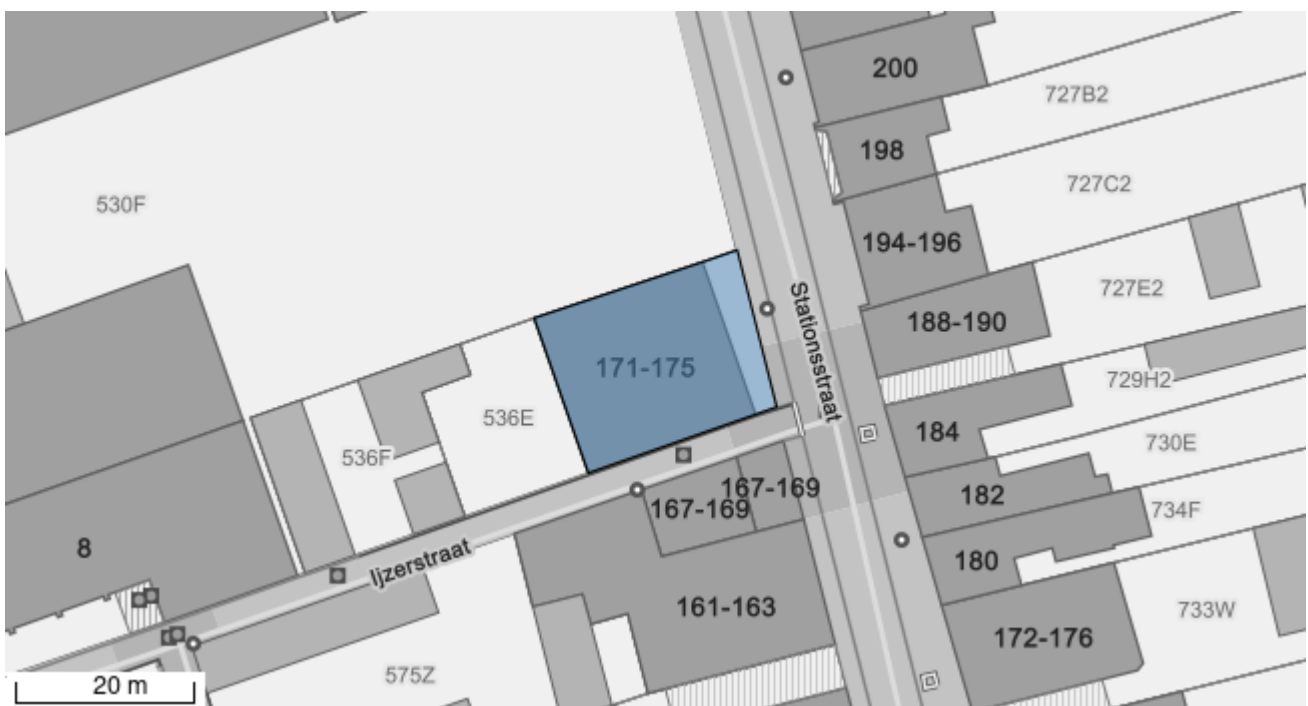 200
727B2
198
727C2
530F
194-196
727E2
Stationsstraat
188-190
171-175
729H2
536E
184
730E
536F
167-169
182
167-169
734F
8
Ijzerstraat
180
161-163
733W
172-176
575Z
20 m